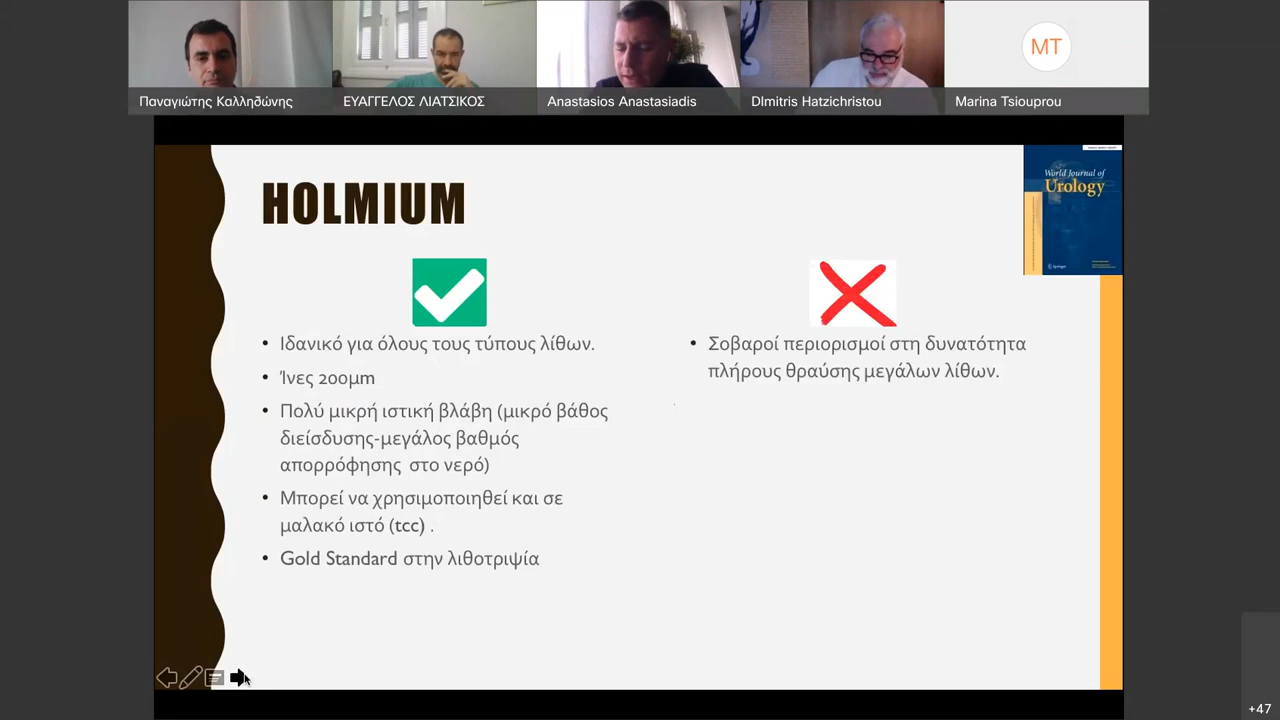 Παναγιώτης Καλληδώνης
ΕΥΑΓΓΕΛΟΣ ΛΙΑΤΣΙΚΟΣ
Anastasios Anastasiadis
DImitris Hatzichristou
MT
Marina Tsiouprou
HOLMIUM
World Journal of
Urology
Springer
• Ιδανικό για όλους τους τύπους λίθων.
• Ίνες 200μm
• Πολύ μικρή ιστική βλάβη (μικρό βάθος
διείσδυσης-μεγάλος βαθμός
απορρόφησης στο νερό)
• Μπορεί να χρησιμοποιηθεί και σε
μαλακό ιστό (tcc) .
• Gold Standard στην λιθοτριψία
• Σοβαροί περιορισμοί στη δυνατότητα
πλήρους θραύσης μεγάλων λίθων.
+47